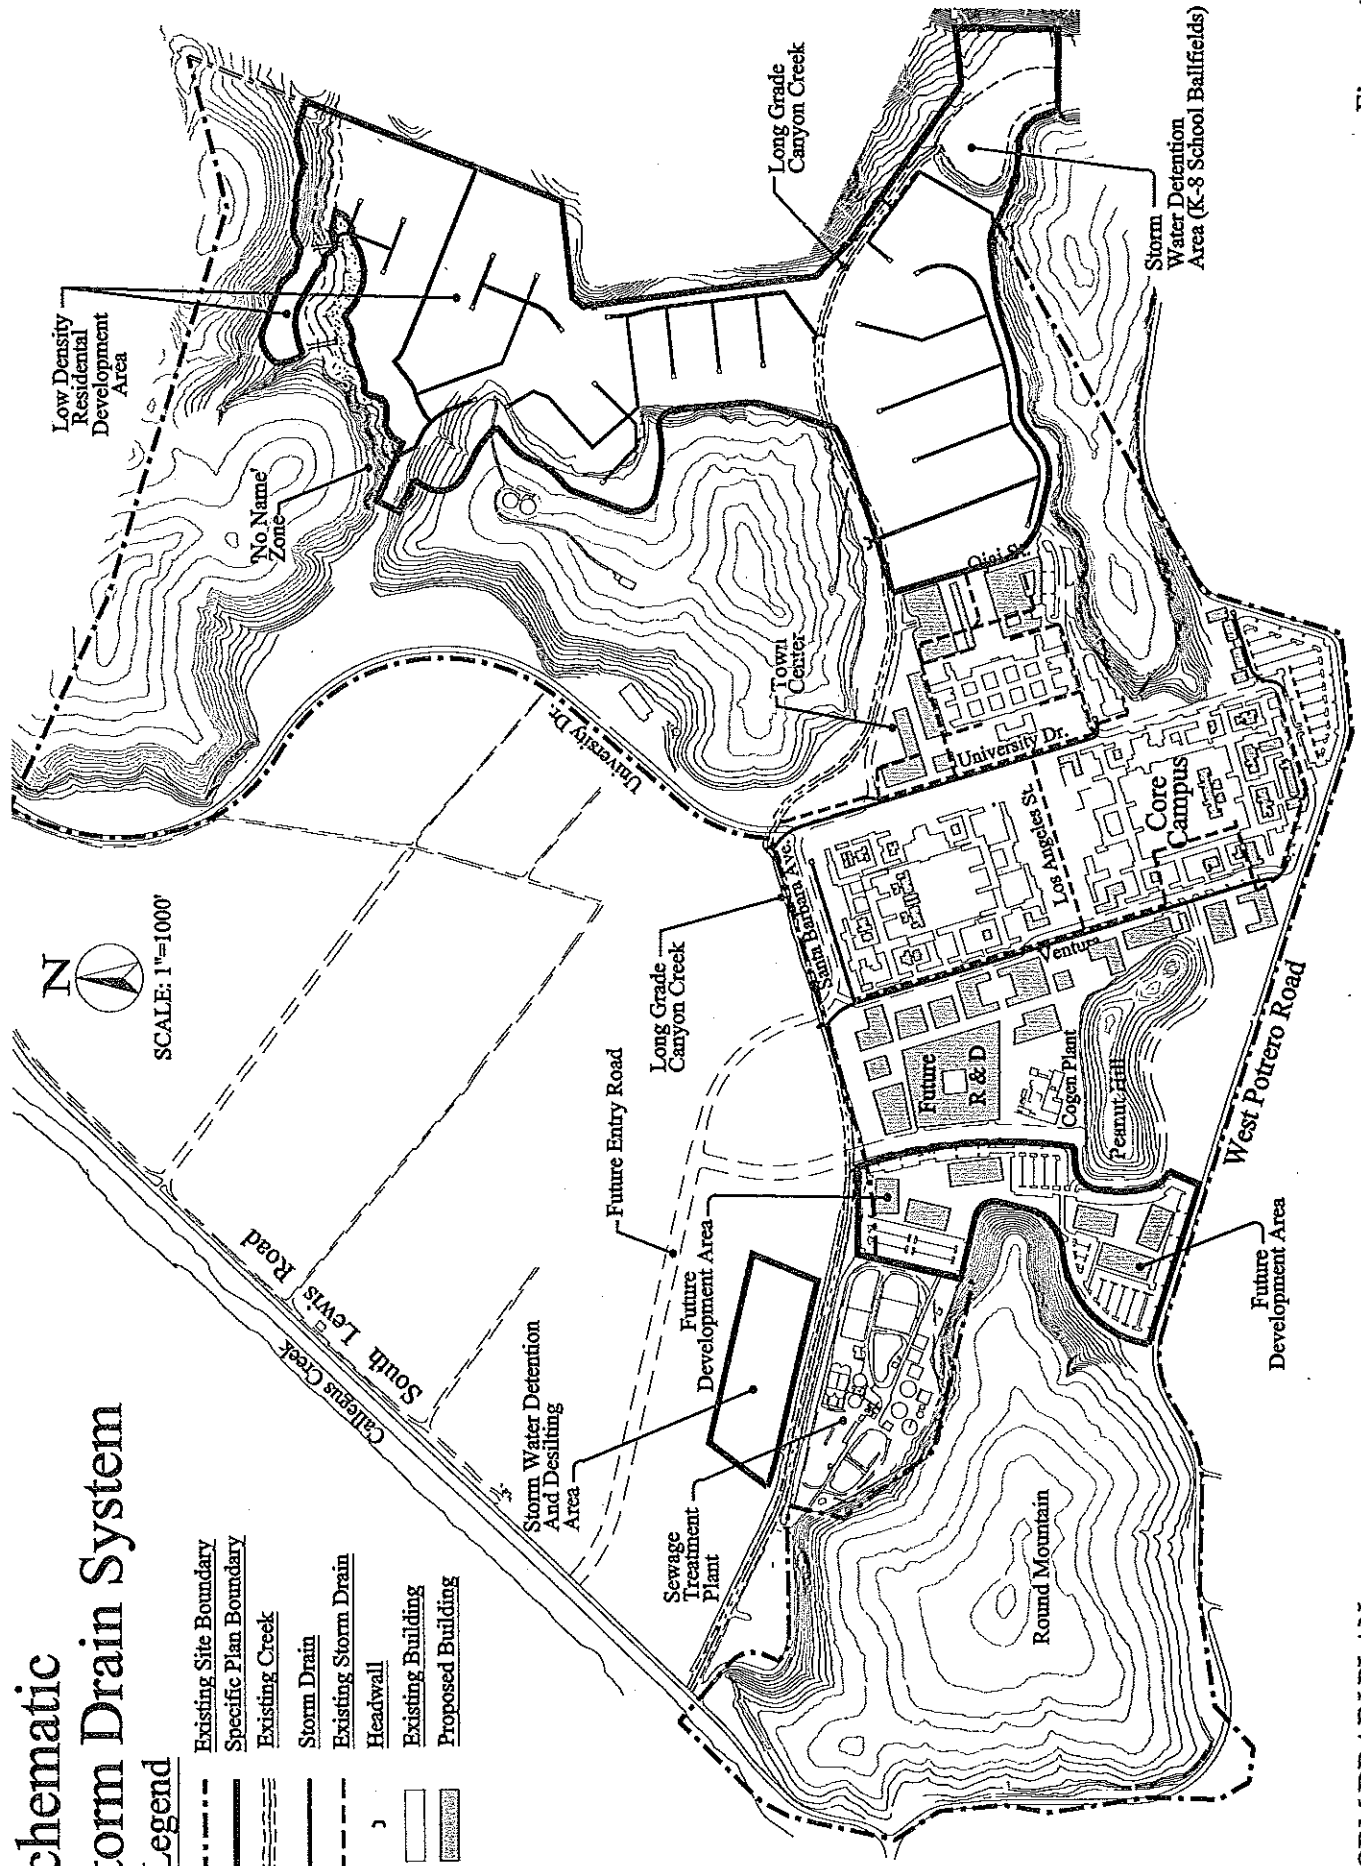 chematic
torm Drain System
Legend
Existing Site Boundary
Specific Plan Boundary
Existing Creek
Storm Drain
Existing Storm Drain
Headwall
Existing Building
Proposed Building
N
SCALE: 1"=1000'
Low Density
Residental
Development
Area
'No Name'
Zone
Long Grade
Canyon Creek
Storm
Water Detention
Area (K-8 School Ballfields)
Town
Center
Ojai St.
University Dr.
University Dr.
Los Angeles St.
Core
Campus
Santa Barbara Ave.
Ventura
Long Grade
Canyon Creek
Future Entry Road
Future
R & D
Cogen Plant
Peanut Hill
West Potrero Road
Future
Development Area
Future
Development Area
South Lewis Road
Callegus Creek
Storm Water Detention
And Desilting
Area
Sewage
Treatment
Plant
Round Mountain